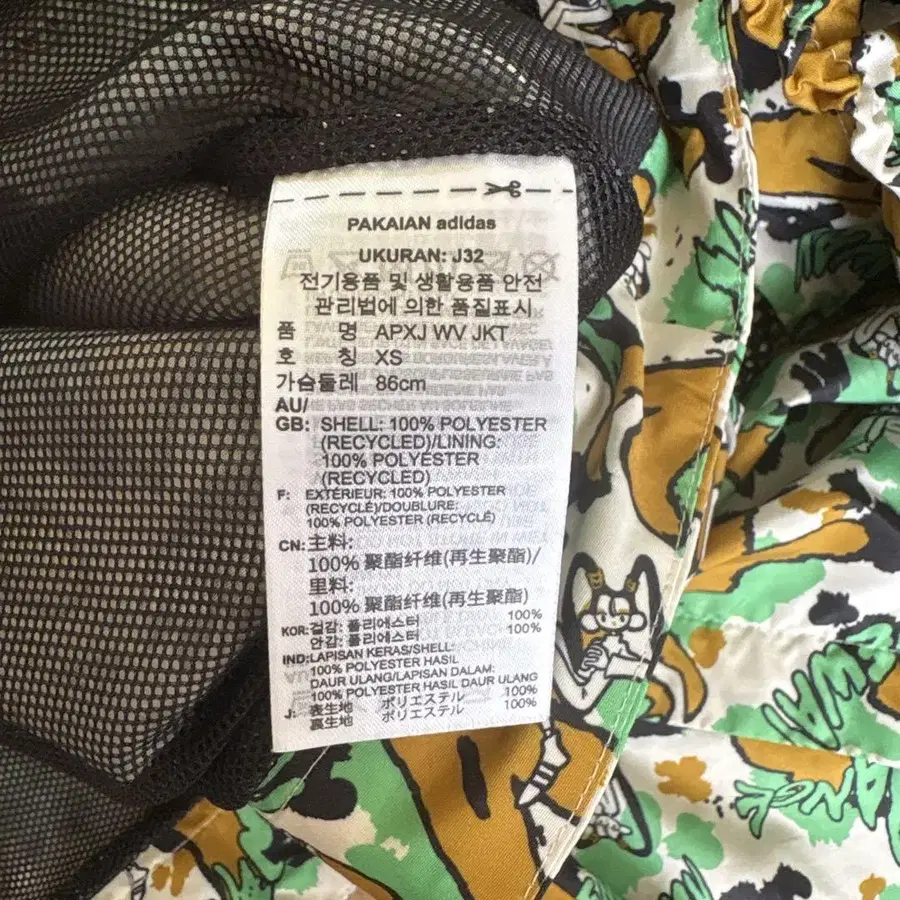 PAKAIAN adidas
UKURAN: J32
전기용품 및 생활용품 안전
관리법에 의한 품질표시
품 명 APXJ WV JKT
호 칭 XS
가슴둘레 86cm
AU/
GB: SHELL: 100% POLYESTER
(RECYCLED)/LINING:
100% POLYESTER
(RECYCLED)
F: EXTÉRIEUR: 100% POLYESTER
(RECYCLÉ)/DOUBLURE:
100% POLYESTER (RECYCLÉ)
CN: 主料:
100% 聚酯纤维(再生聚酯)/
里料:
100% 聚酯纤维(再生聚酯)
KOR: 겉감: 폴리에스터 100%
안감: 폴리에스터 100%
IND: LAPISAN KERAS/SHELL:
100% POLYESTER HASIL
DAUR ULANG/LAPISAN DALAM:
100% POLYESTER HASIL DAUR ULANG
J: 表生地 ポリエステル 100%
裏生地 ポリエステル 100%